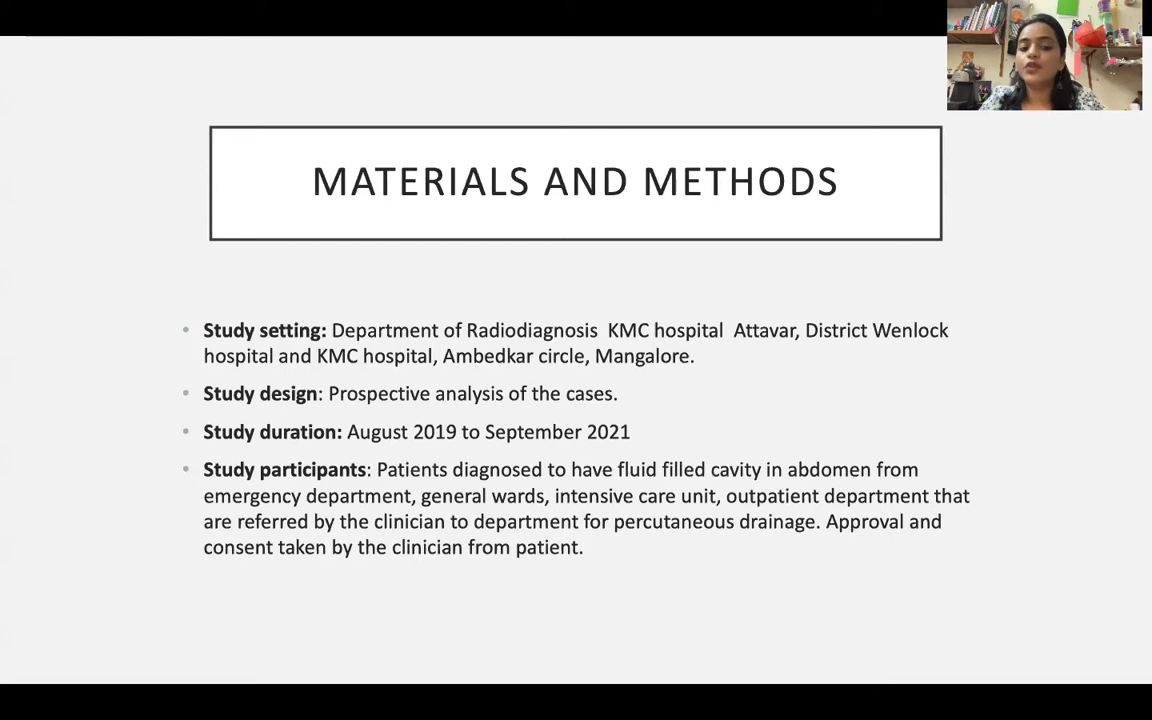 MATERIALS AND METHODS
• Study setting: Department of Radiodiagnosis KMC hospital Attavar, District Wenlock
hospital and KMC hospital, Ambedkar circle, Mangalore.
• Study design: Prospective analysis of the cases.
• Study duration: August 2019 to September 2021
• Study participants: Patients diagnosed to have fluid filled cavity in abdomen from
emergency department, general wards, intensive care unit, outpatient department that
are referred by the clinician to department for percutaneous drainage. Approval and
consent taken by the clinician from patient.